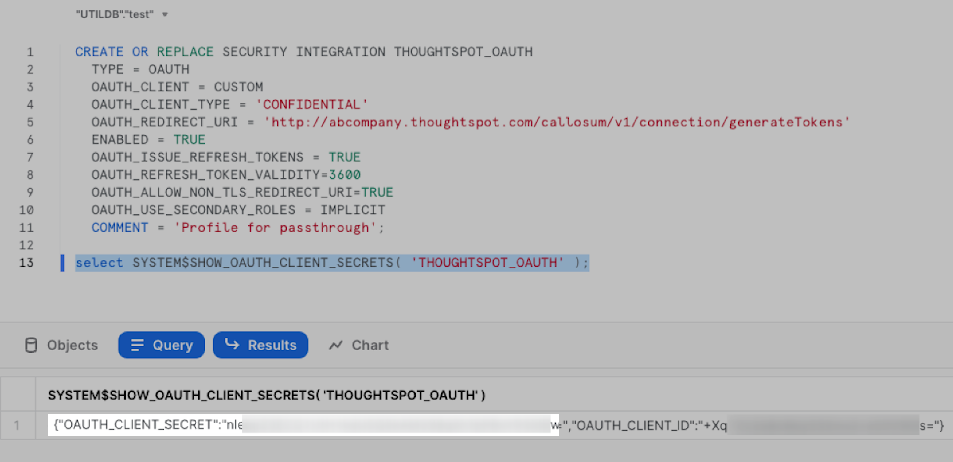 "UTILDB"."test"
1 CREATE OR REPLACE SECURITY INTEGRATION THOUGHTSPOT_OAUTH
2 TYPE = OAUTH
3 OAUTH_CLIENT = CUSTOM
4 OAUTH_CLIENT_TYPE = 'CONFIDENTIAL'
5 OAUTH_REDIRECT_URI = 'http://abcompany.thoughtspot.com/callosum/v1/connection/generateTokens'
6 ENABLED = TRUE
7 OAUTH_ISSUE_REFRESH_TOKENS = TRUE
8 OAUTH_REFRESH_TOKEN_VALIDITY=3600
9 OAUTH_ALLOW_NON_TLS_REDIRECT_URI=TRUE
10 OAUTH_USE_SECONDARY_ROLES = IMPLICIT
11 COMMENT = 'Profile for passthrough';
12
13 select SYSTEM$SHOW_OAUTH_CLIENT_SECRETS( 'THOUGHTSPOT_OAUTH' );
Objects Query Results Chart
SYSTEM$SHOW_OAUTH_CLIENT_SECRETS( 'THOUGHTSPOT_OAUTH' )
1 {"OAUTH_CLIENT_SECRET":"nle w=","OAUTH_CLIENT_ID":"+Xq s="}